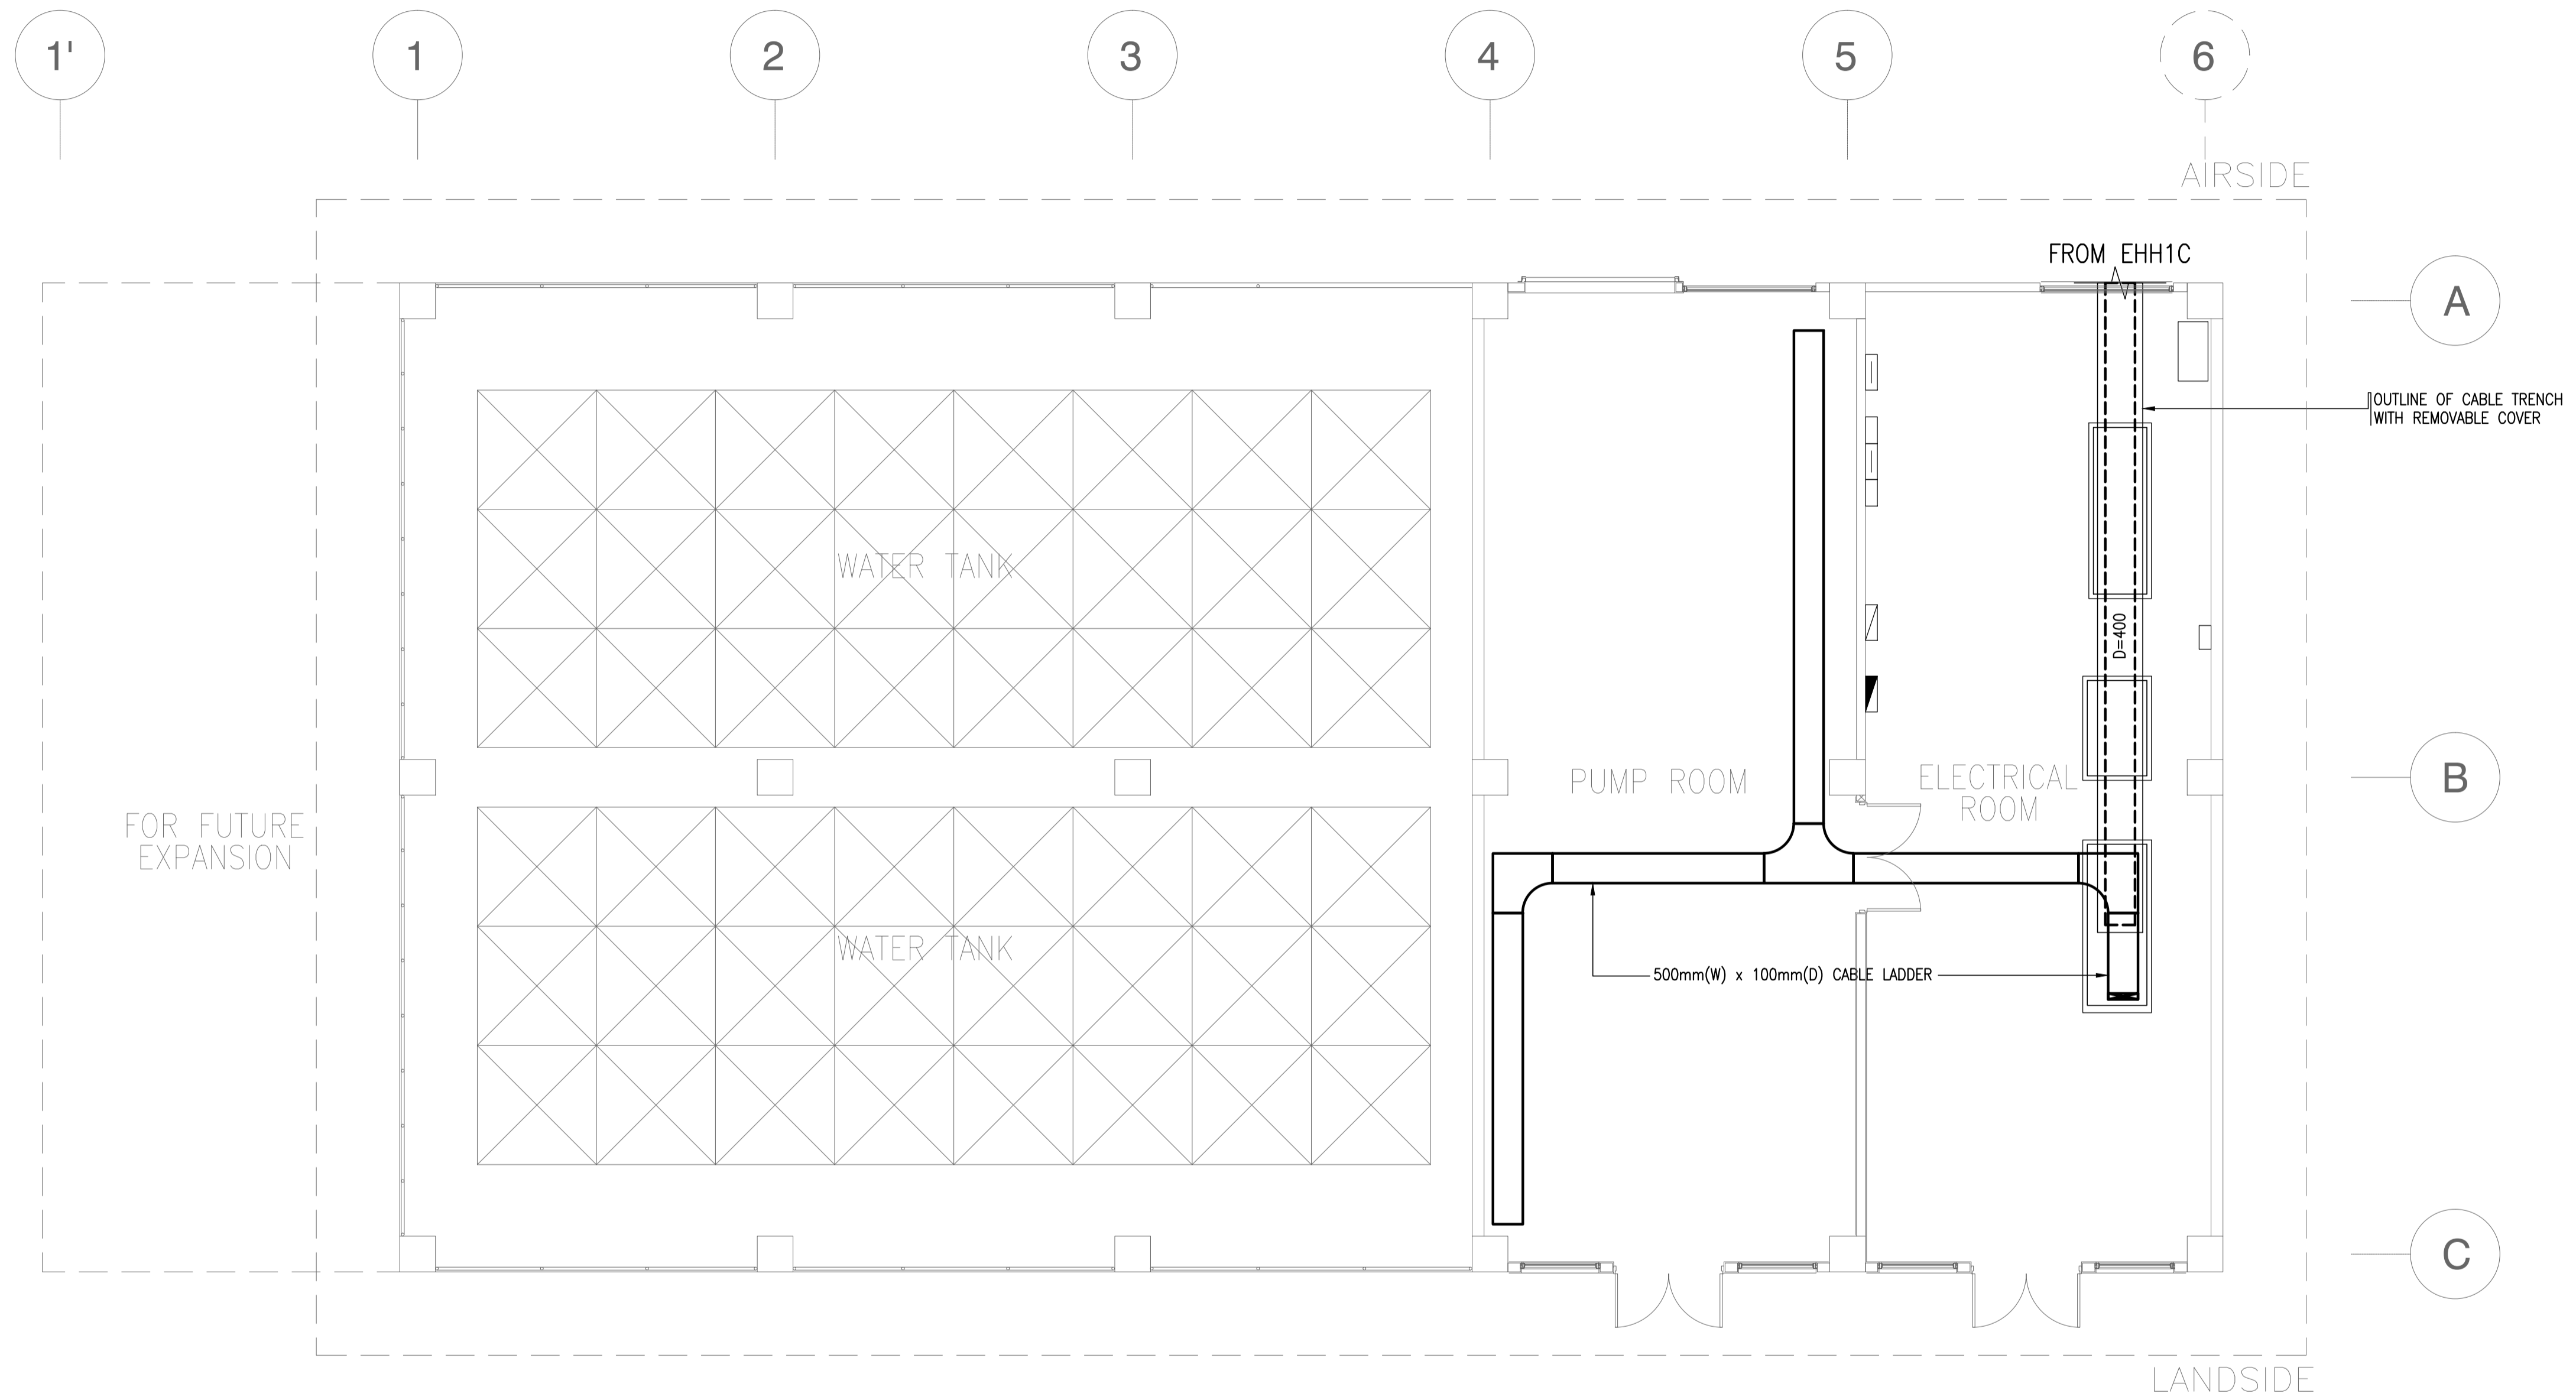 1'
1
2
3
4
5
6
AIRSIDE
FROM EHH1C
A
OUTLINE OF CABLE TRENCH
WITH REMOVABLE COVER
WATER TANK
D=400
PUMP ROOM
ELECTRICAL
ROOM
B
FOR FUTURE
EXPANSION
WATER TANK
500mm(W) x 100mm(D) CABLE LADDER
C
LANDSIDE